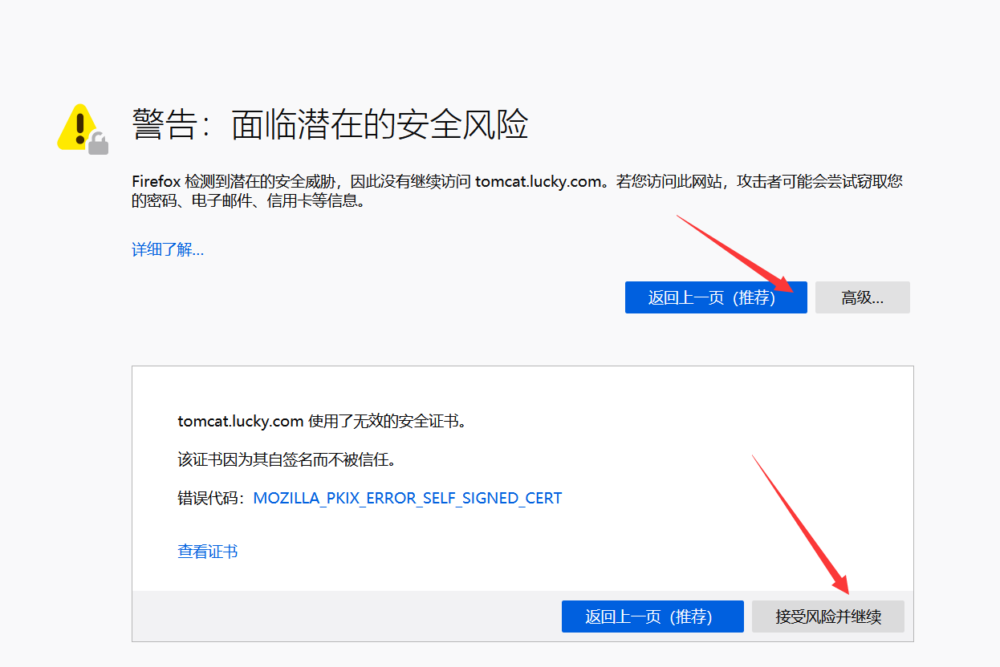 警告：面临潜在的安全风险
Firefox 检测到潜在的安全威胁，因此没有继续访问 tomcat.lucky.com。若您访问此网站，攻击者可能会尝试窃取您
的密码、电子邮件、信用卡等信息。
详细了解...
返回上一页（推荐） 高级...
tomcat.lucky.com 使用了无效的安全证书。
该证书因为其自签名而不被信任。
错误代码：MOZILLA_PKIX_ERROR_SELF_SIGNED_CERT
查看证书
返回上一页（推荐） 接受风险并继续